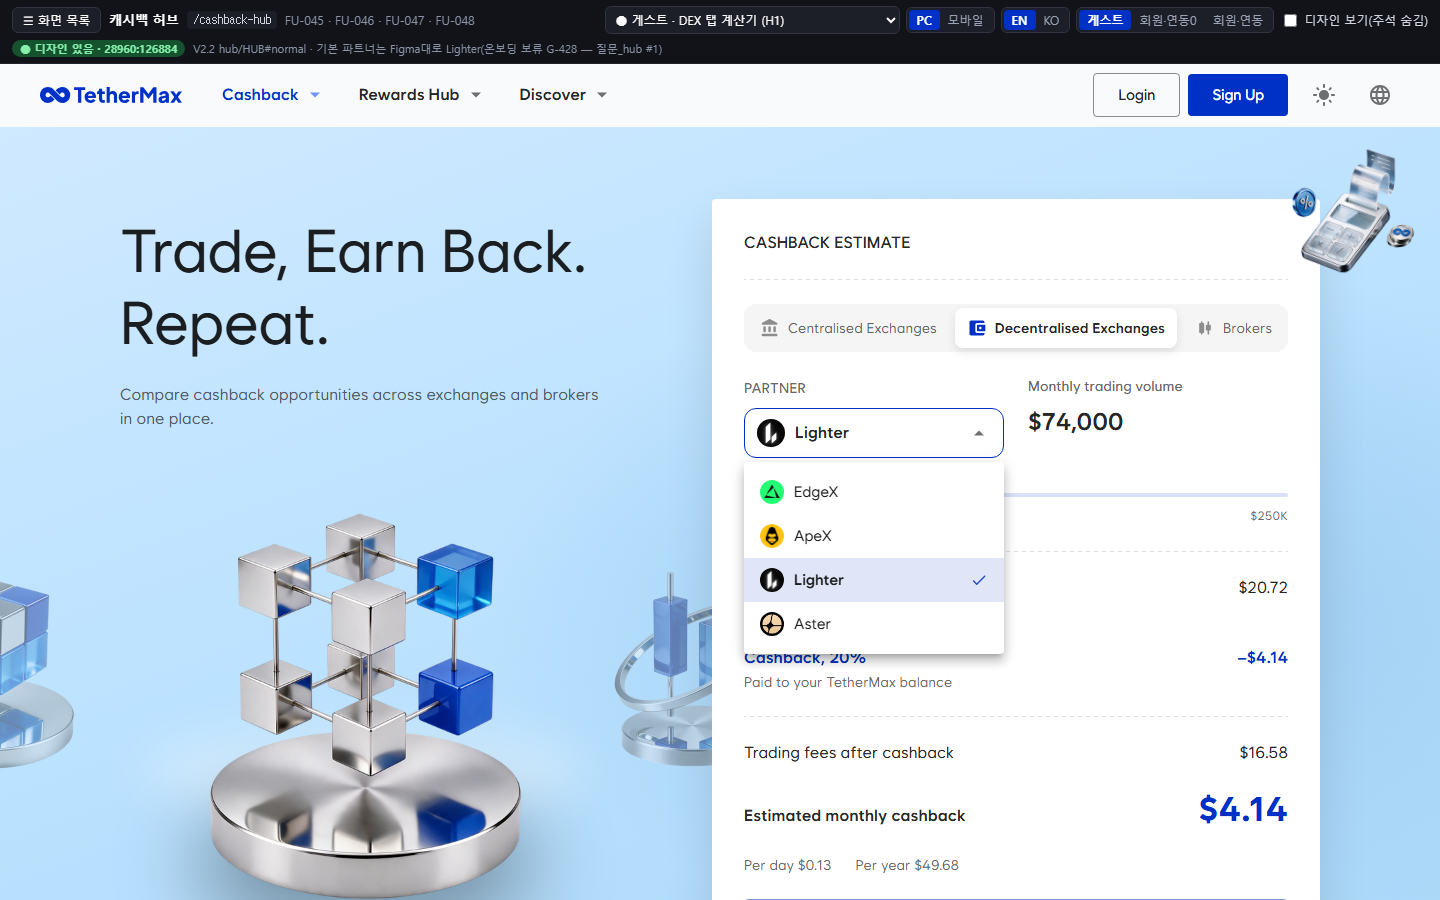 ☰ 화면 목록 캐시백 허브 /cashback-hub FU-045 · FU-046 · FU-047 · FU-048 ● 게스트 · DEX 탭 계산기 (H1) PC 모바일 EN KO 게스트 회원·연동0 회원·연동 디자인 보기(주석 숨김)
● 디자인 있음 · 28960:126884 V2.2 hub/HUB#normal · 기본 파트너는 Figma대로 Lighter(온보딩 보류 G-428 — 질문_hub #1)
TetherMax Cashback Rewards Hub Discover Login Sign Up
Trade, Earn Back.
Repeat.
Compare cashback opportunities across exchanges and brokers
in one place.
CASHBACK ESTIMATE
Centralised Exchanges Decentralised Exchanges Brokers
PARTNER
Lighter
Monthly trading volume
$74,000
EdgeX
ApeX
Lighter
Aster
$250K
$20.72
Cashback, 20% –$4.14
Paid to your TetherMax balance
Trading fees after cashback $16.58
Estimated monthly cashback $4.14
Per day $0.13 Per year $49.68